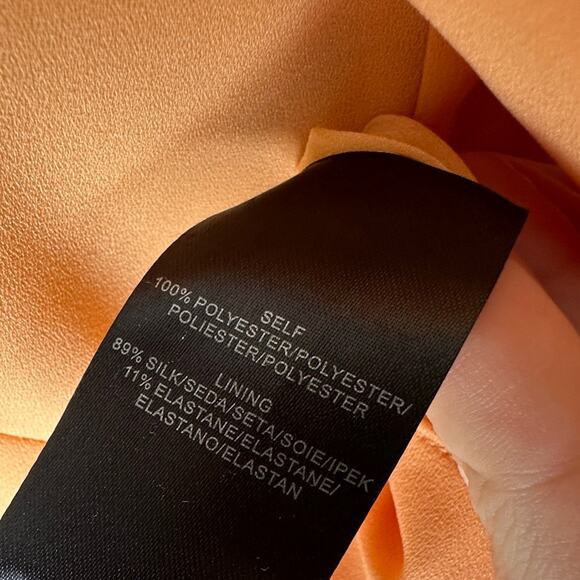 SELF
100% POLYESTER/POLYESTER/
POLIESTER/POLYESTER
LINING
89% SILK/SEDA/SETA/SOIE/IPEK
11% ELASTANE/ELASTANE/
ELASTANO/ELASTAN